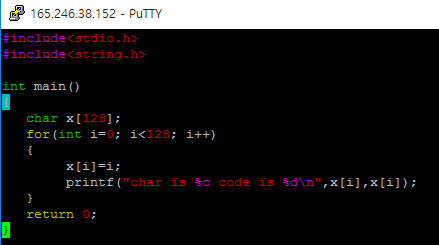 165.246.38.152 - PuTTY
#include<stdio.h>
#include<string.h>
int main()
{
char x[128];
for(int i=0; i<128; i++)
{
x[i]=i;
printf("char is %c code is %d\n",x[i],x[i]);
}
return 0;
}